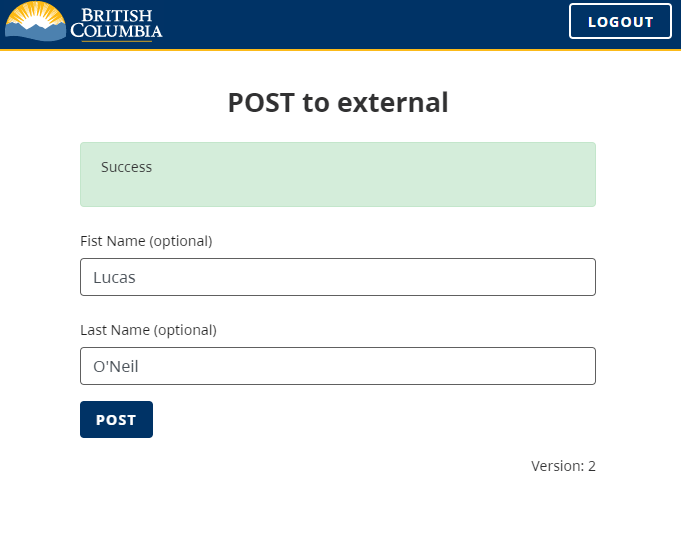 BRITISH
COLUMBIA
LOGOUT
POST to external
Success
Fist Name (optional)
Lucas
Last Name (optional)
O'Neil
POST
Version: 2